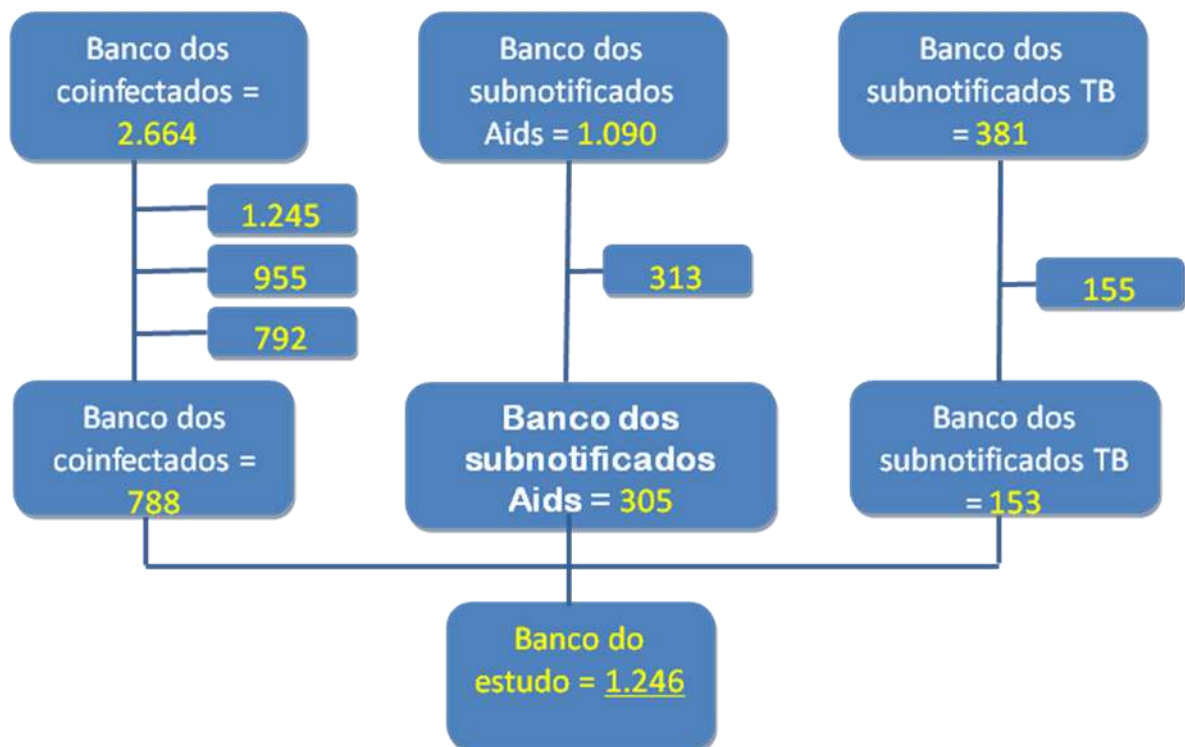 Banco dos
coinfectados =
2.664
Banco dos
subnotificados
Aids = 1.090
Banco dos
subnotificados TB
= 381
1.245
955
792
313
155
Banco dos
coinfectados =
788
Banco dos
subnotificados
Aids = 305
Banco dos
subnotificados TB
= 153
Banco do
estudo = 1.246